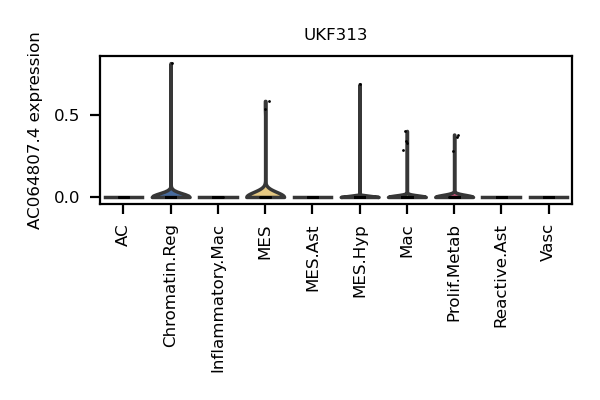 UKF313
AC064807.4 expression
0.5
0.0
AC
Chromatin.Reg
Inflammatory.Mac
MES
MES.Ast
MES.Hyp
Mac
Prolif.Metab
Reactive.Ast
Vasc